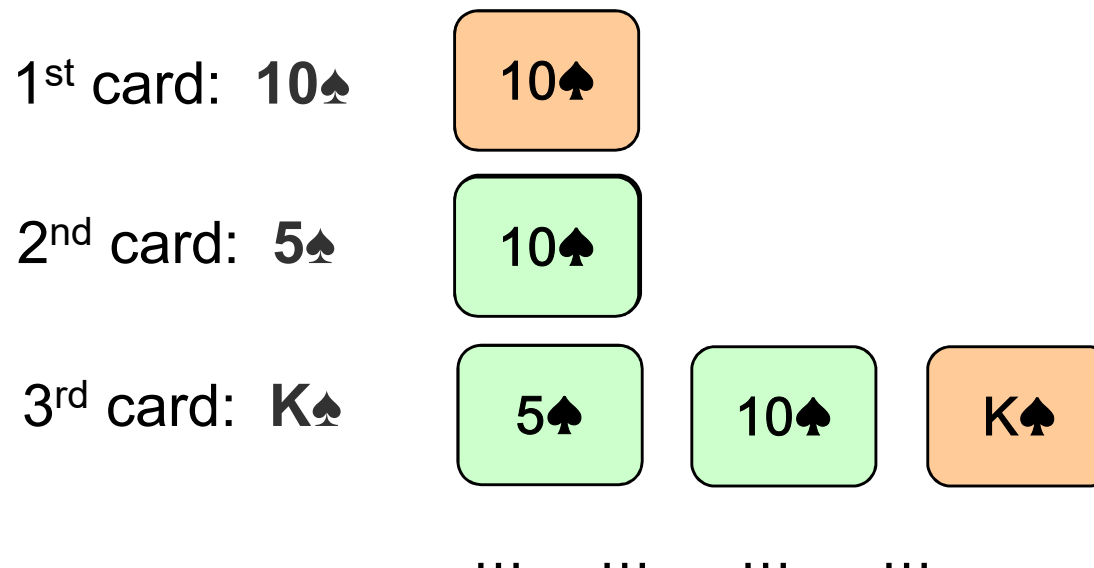 1st card: 10♠ 10♠
2nd card: 5♠ 10♠
3rd card: K♠ 5♠ 10♠ K♠
... ... ... ...